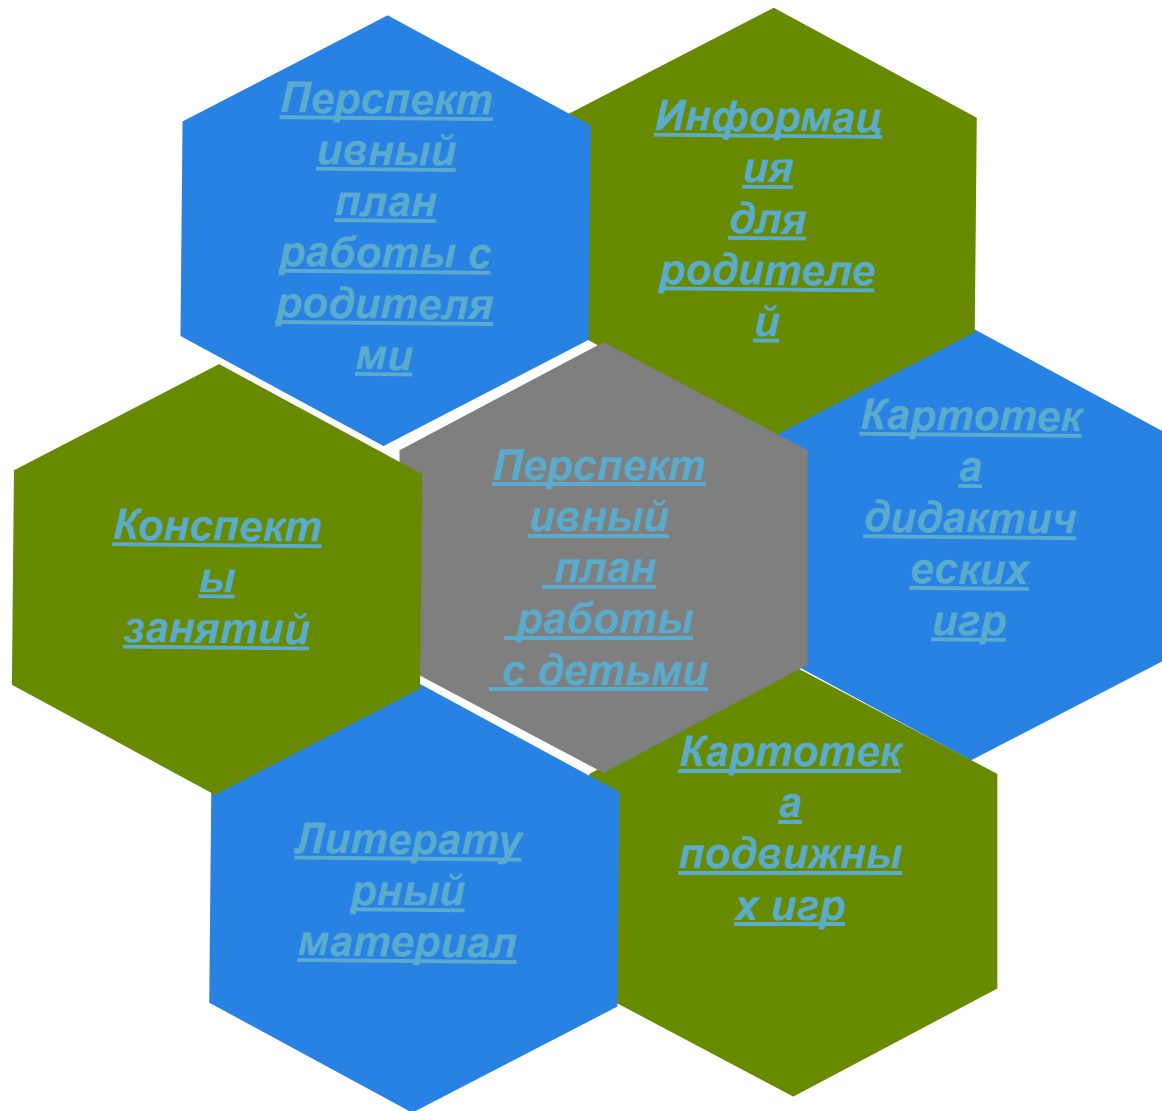 Перспект
ивный
план
работы с
родителя
ми
Информац
ия
для
родителе
й
Конспект
ы
занятий
Перспект
ивный
план
работы
с детьми
Картотек
а
дидактич
еских
игр
Литерату
рный
материал
Картотек
а
подвижны
х игр